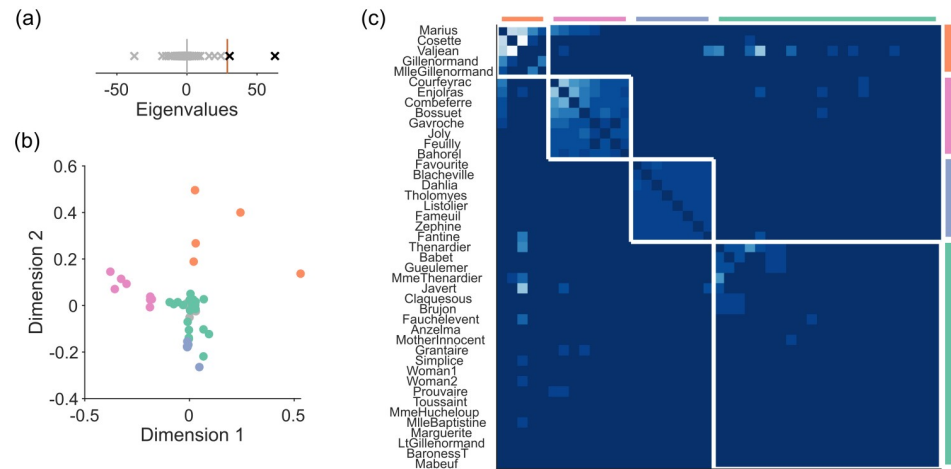 (a)
-50
0
50
Eigenvalues
(b)
0.6
0.4
0.2
0
-0.2
-0.4
-0.5
0
0.5
Dimension 2
Dimension 1
(c)
Marius
Cosette
Valjean
Gillenormand
MlleGillenormand
Courfeyrac
Enjolras
Combeferre
Bossuet
Gavroche
Joly
Feuilly
Bahorel
Favourite
Blacheville
Dahlia
Tholomyes
Listolier
Fameuil
Zephine
Fantine
Thenardier
Babet
Gueulemer
MmeThenardier
Javert
Claquesous
Brujon
Fauchelevent
Anzelma
MotherInnocent
Grantaire
Simplice
Woman1
Woman2
Prouvaire
Toussaint
MmeHucheloup
MlleBaptistine
Marguerite
LtGillenormand
BaronessT
Mabeuf